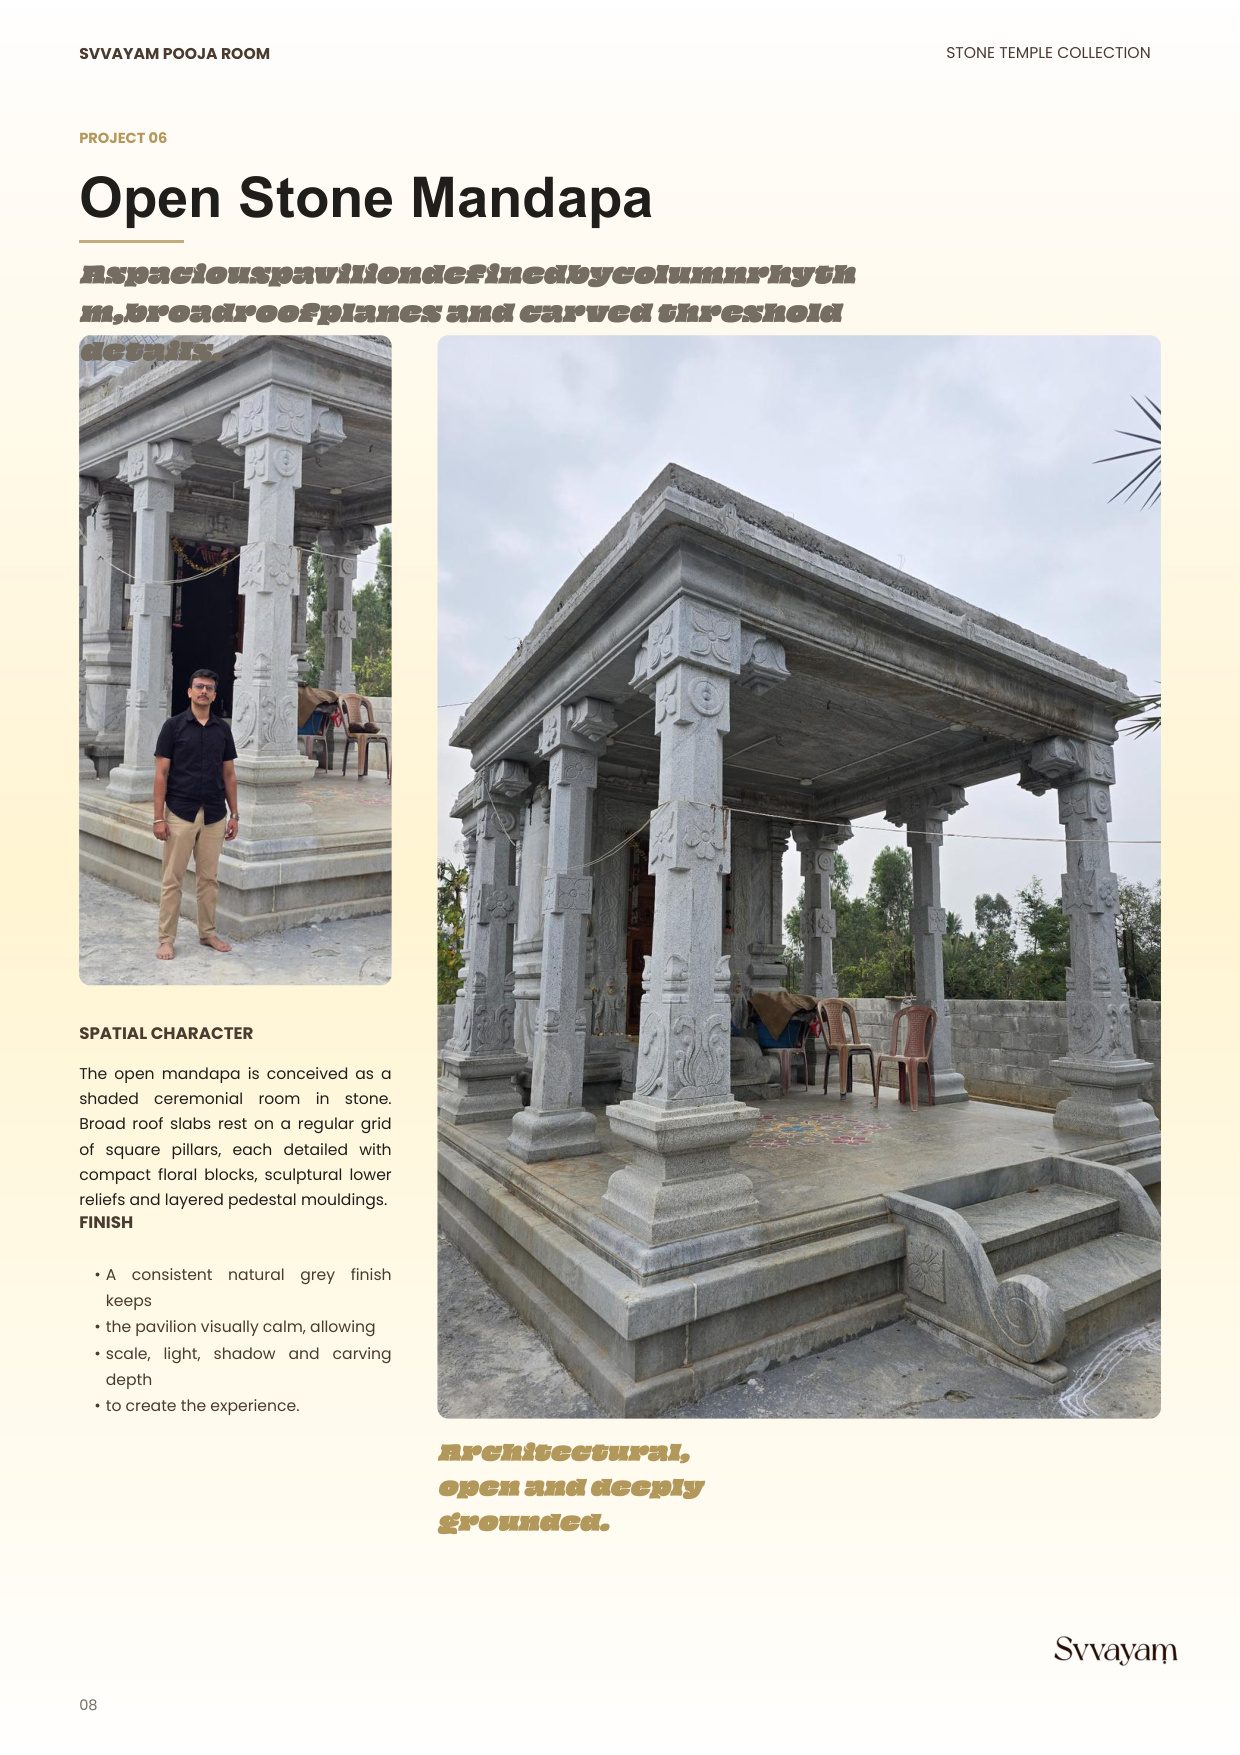 SVVAYAM POOJA ROOM
STONE TEMPLE COLLECTION
PROJECT 06
Open Stone Mandapa
Aspaciouspaviliondefinedbycolumnrhyth
m,broadroofplanes and carved threshold
details.
SPATIAL CHARACTER
The open mandapa is conceived as a
shaded ceremonial room in stone.
Broad roof slabs rest on a regular grid
of square pillars, each detailed with
compact floral blocks, sculptural lower
reliefs and layered pedestal mouldings.
FINISH
• A consistent natural grey finish
keeps
• the pavilion visually calm, allowing
• scale, light, shadow and carving
depth
• to create the experience.
Architectural,
open and deeply
grounded.
Svvayam
08